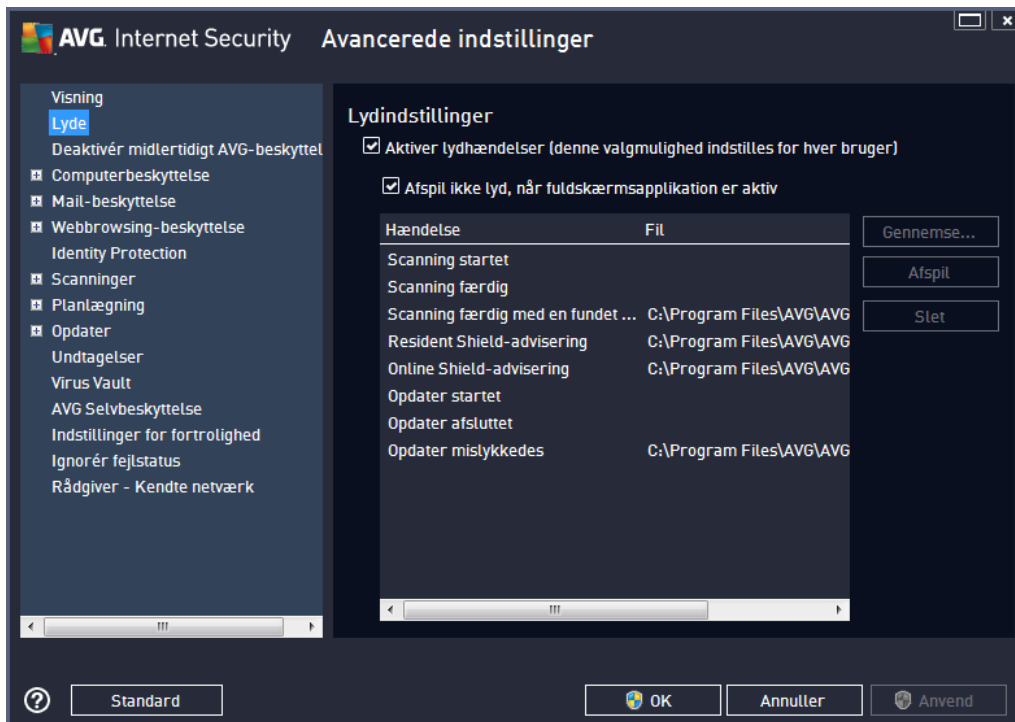 AVG. Internet Security Avancerede indstillinger
Visning
Lyde
Deaktivér midlertidigt AVG-beskyttel
Computerbeskyttelse
Mail-beskyttelse
Webbrowsing-beskyttelse
Identity Protection
Scanninger
Planlægning
Opdater
Undtagelser
Virus Vault
AVG Selvbeskyttelse
Indstillinger for fortrolighed
Ignorér fejlstatus
Rådgiver - Kendte netværk
Lydindstillinger
Aktiver lydhændelser (denne valgmulighed indstilles for hver bruger)
Afspil ikke lyd, når fuldskærmsapplikation er aktiv
Hændelse Fil
Scanning startet
Scanning færdig
Scanning færdig med en fundet ... C:\Program Files\AVG\AVG
Resident Shield-advisering C:\Program Files\AVG\AVG
Online Shield-advisering C:\Program Files\AVG\AVG
Opdater startet
Opdater afsluttet
Opdater mislykkedes C:\Program Files\AVG\AVG
Gennemse...
Afspil
Slet
Standard
OK
Annuller
Anvend